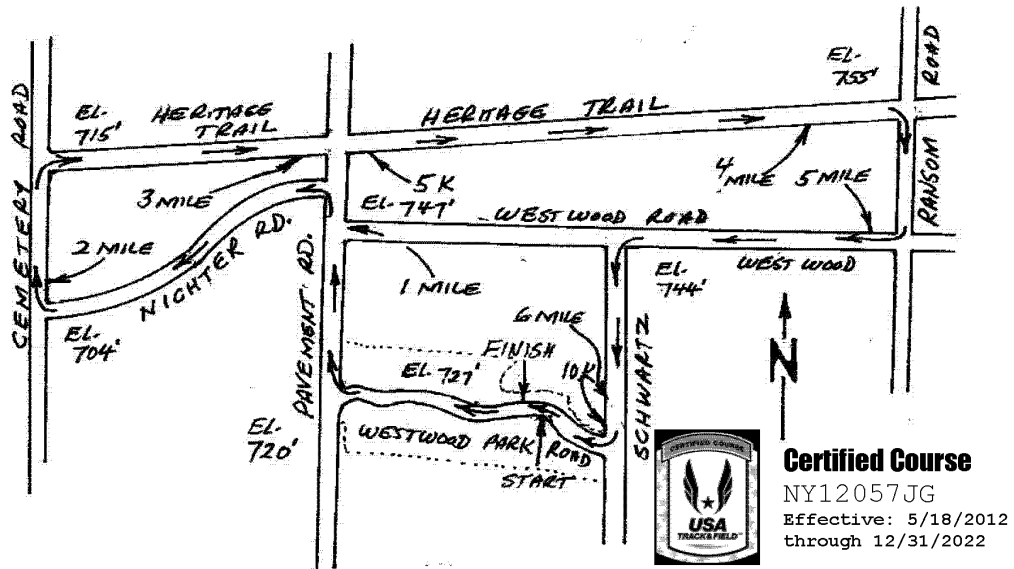 ROAD
EL-
755'
CEMETERY ROAD
EL-
715'
HERITAGE
TRAIL
HERITAGE TRAIL
3 MILE
5K
4
MILE
5 MILE
RANSOM
EL- 747'
WESTWOOD ROAD
2 MILE
NICHTER RD.
WESTWOOD
1 MILE
EL-
744'
EL-
704'
PAVEMENT RD.
6 MILE
FINISH
10K
EL. 727'
SCHWARTZ
N
EL-
720'
WESTWOOD PARK ROAD
START
CERTIFIED COURSE
USA
TRACK&FIELD
Certified Course
NY12057JG
Effective: 5/18/2012
through 12/31/2022